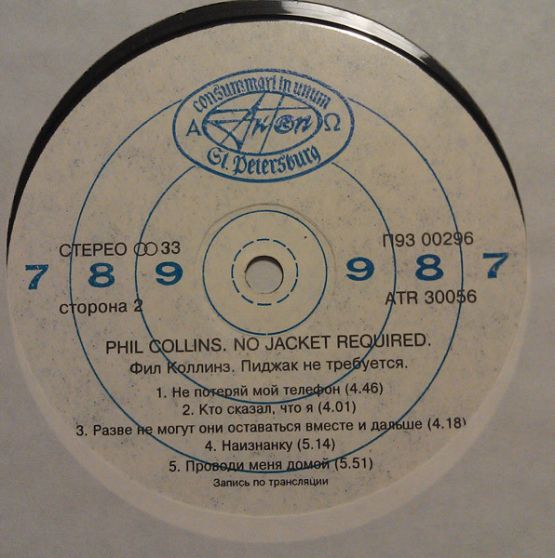 consummart in unum
Α Ω
St. Petersburg
СТЕРЕО 33
П93 00296
7 8 9 9 8 7
сторона 2
ATR 30056
PHIL COLLINS. NO JACKET REQUIRED.
Фил Коллинз. Пиджак не требуется.
1. Не потеряй мой телефон (4.46)
2. Кто сказал, что я (4.01)
3. Разве не могут они оставаться вместе и дальше (4.18)
4. Наизнанку (5.14)
5. Проводи меня домой (5.51)
Запись по трансляции